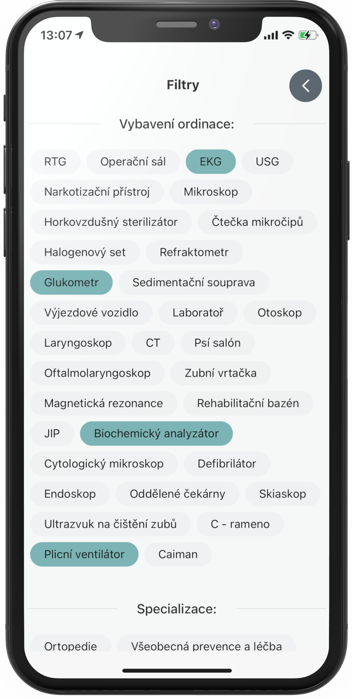 13:07
Filtry
Vybavení ordinace:
RTG Operační sál EKG USG
Narkotizační přístroj Mikroskop
Horkovzdušný sterilizátor Čtečka mikročipů
Halogenový set Refraktometr
Glukometr Sedimentační souprava
Výjezdové vozidlo Laboratoř Otoskop
Laryngoskop CT Psí salón
Oftalmolaryngoskop Zubní vrtačka
Magnetická rezonance Rehabilitační bazén
JIP Biochemický analyzátor
Cytologický mikroskop Defibrilátor
Endoskop Oddělené čekárny Skiaskop
Ultrazvuk na čištění zubů C - rameno
Plicní ventilátor Caiman
Specializace:
Ortopedie Všeobecná prevence a léčba